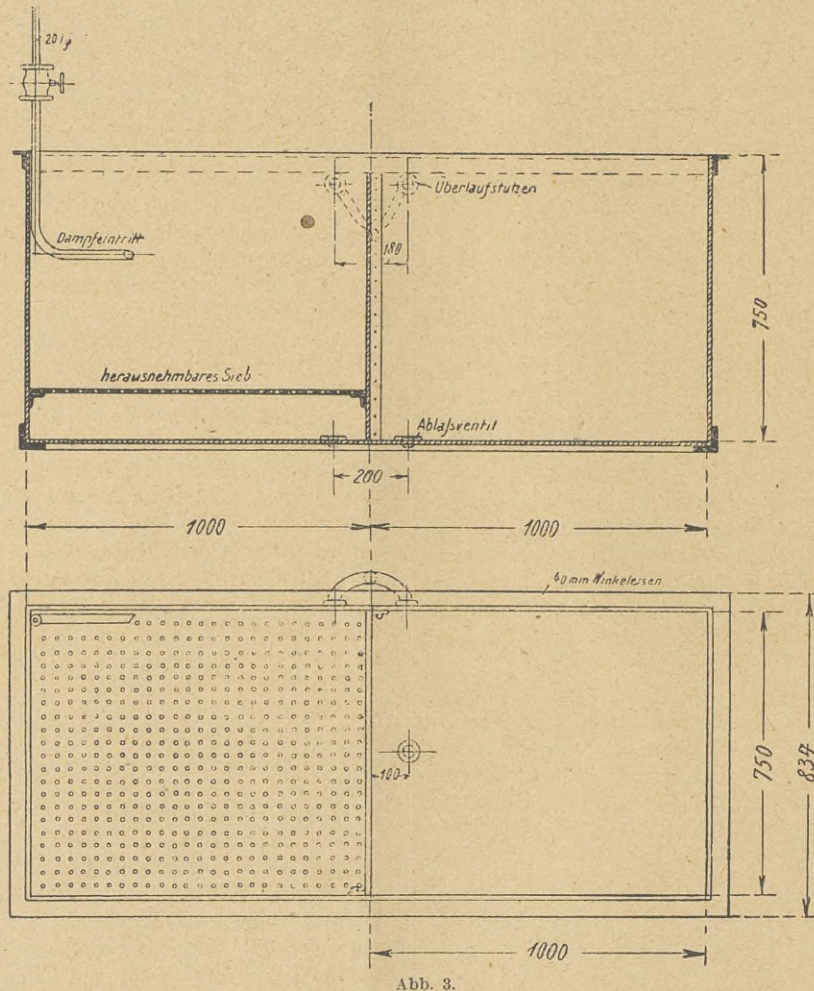 Überlaufstutzen
Dampfeintritt
180
750
herausnehmbares Sieb
Ablaßventil
200
1000
1000
40 mm Winkeleisen
100
750
834
1000
Abb. 3.